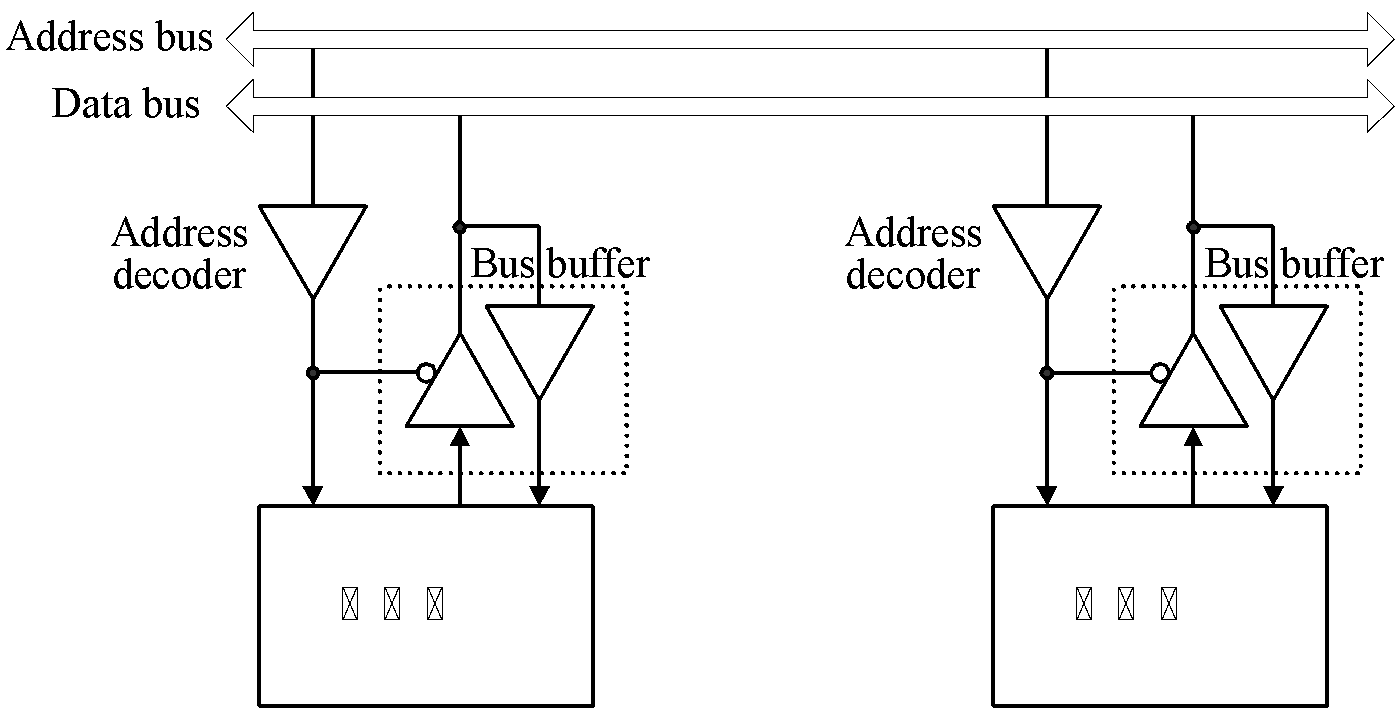 Address bus
Data bus
Address
decoder
Bus buffer
Address
decoder
Bus buffer